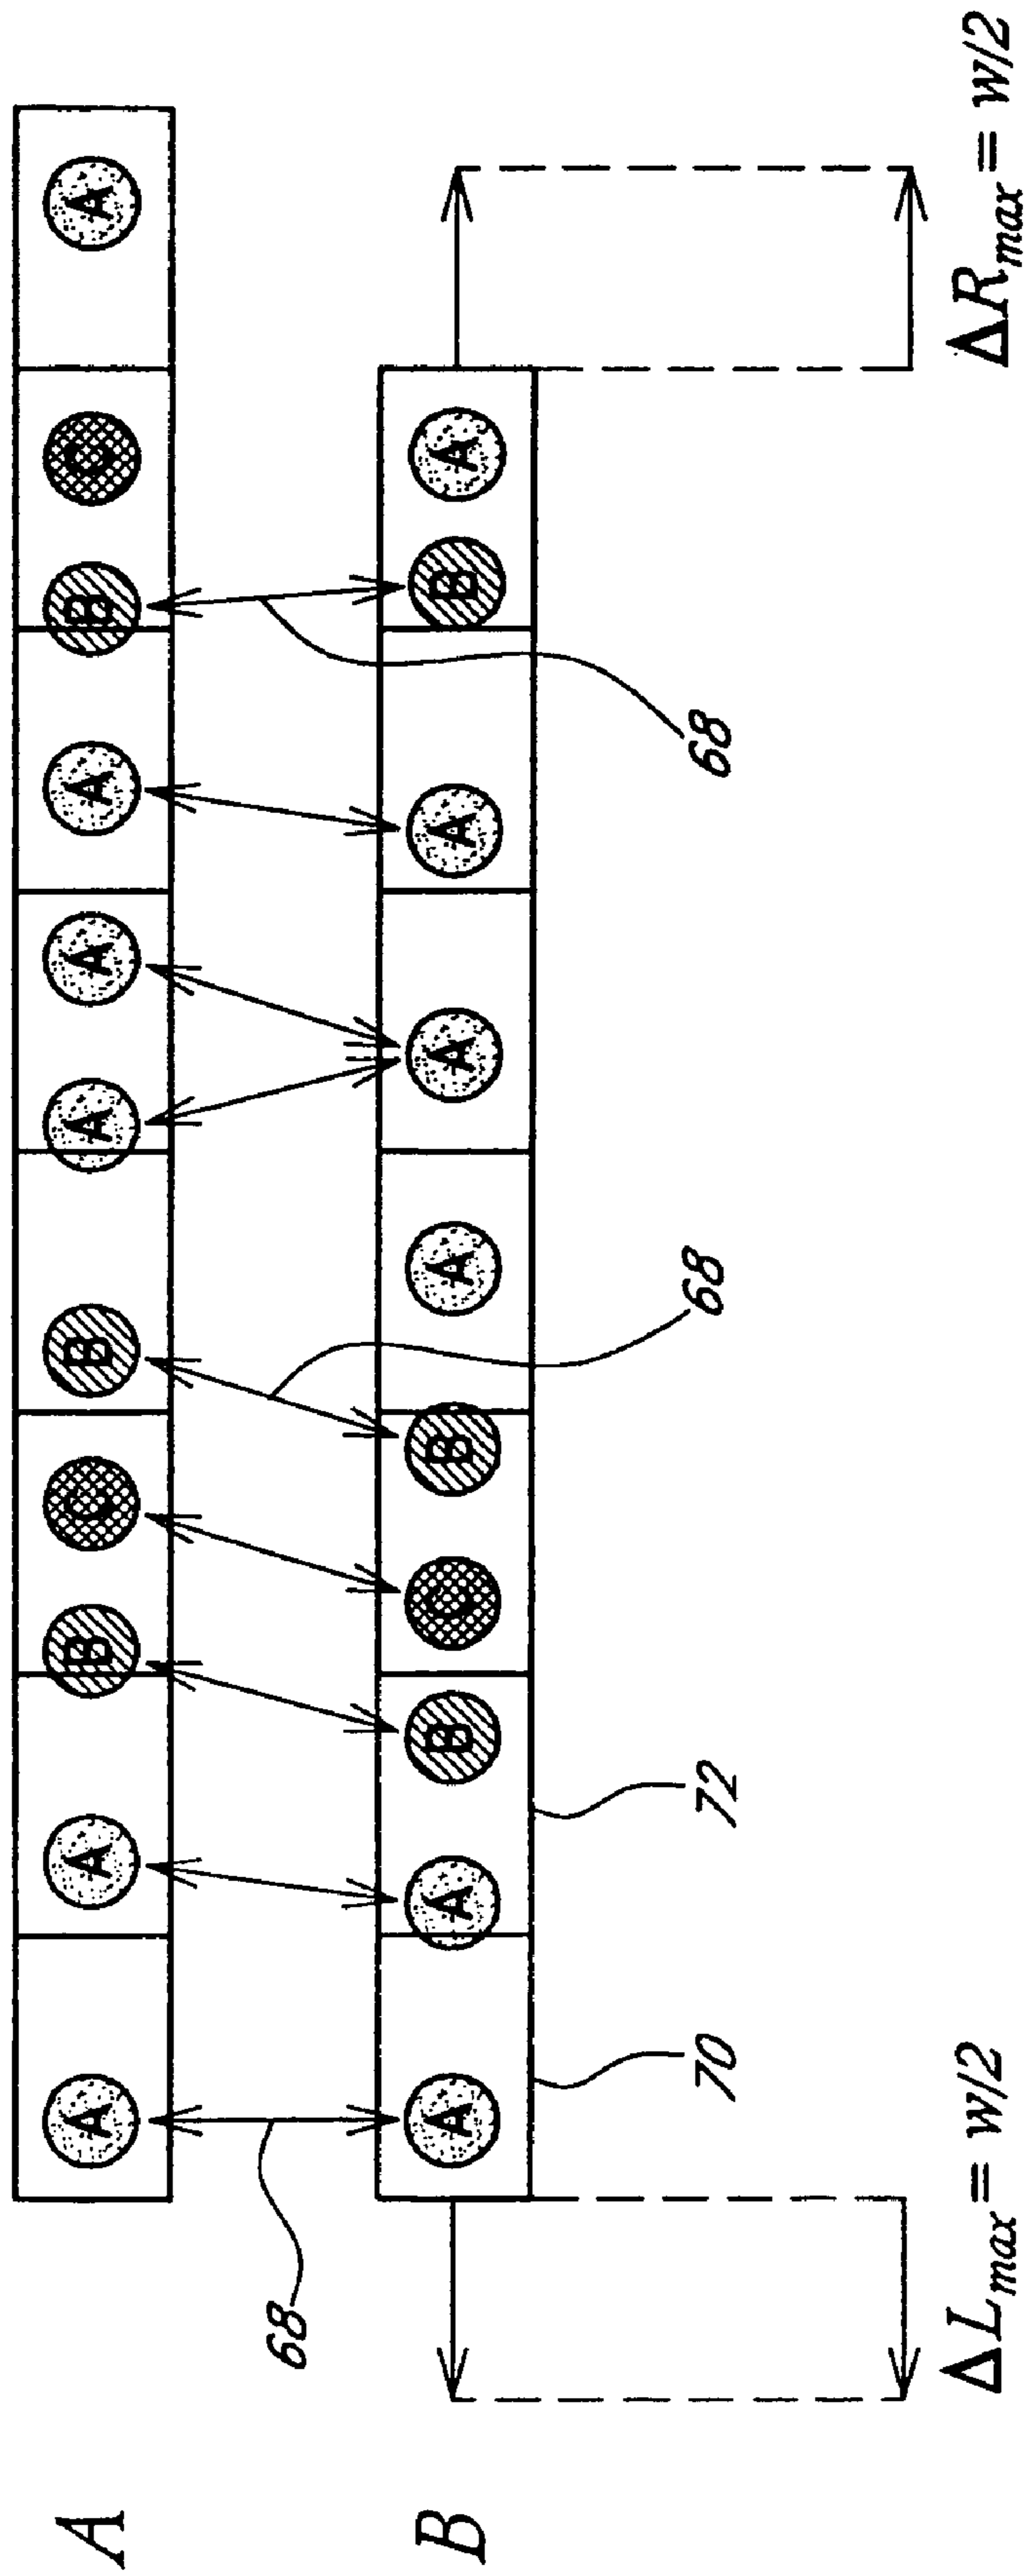 A A A B C B A A A B C A
68
B A A B C B A A A B A
70 72 68 68
ΔL_max = w/2 ΔR_max = w/2